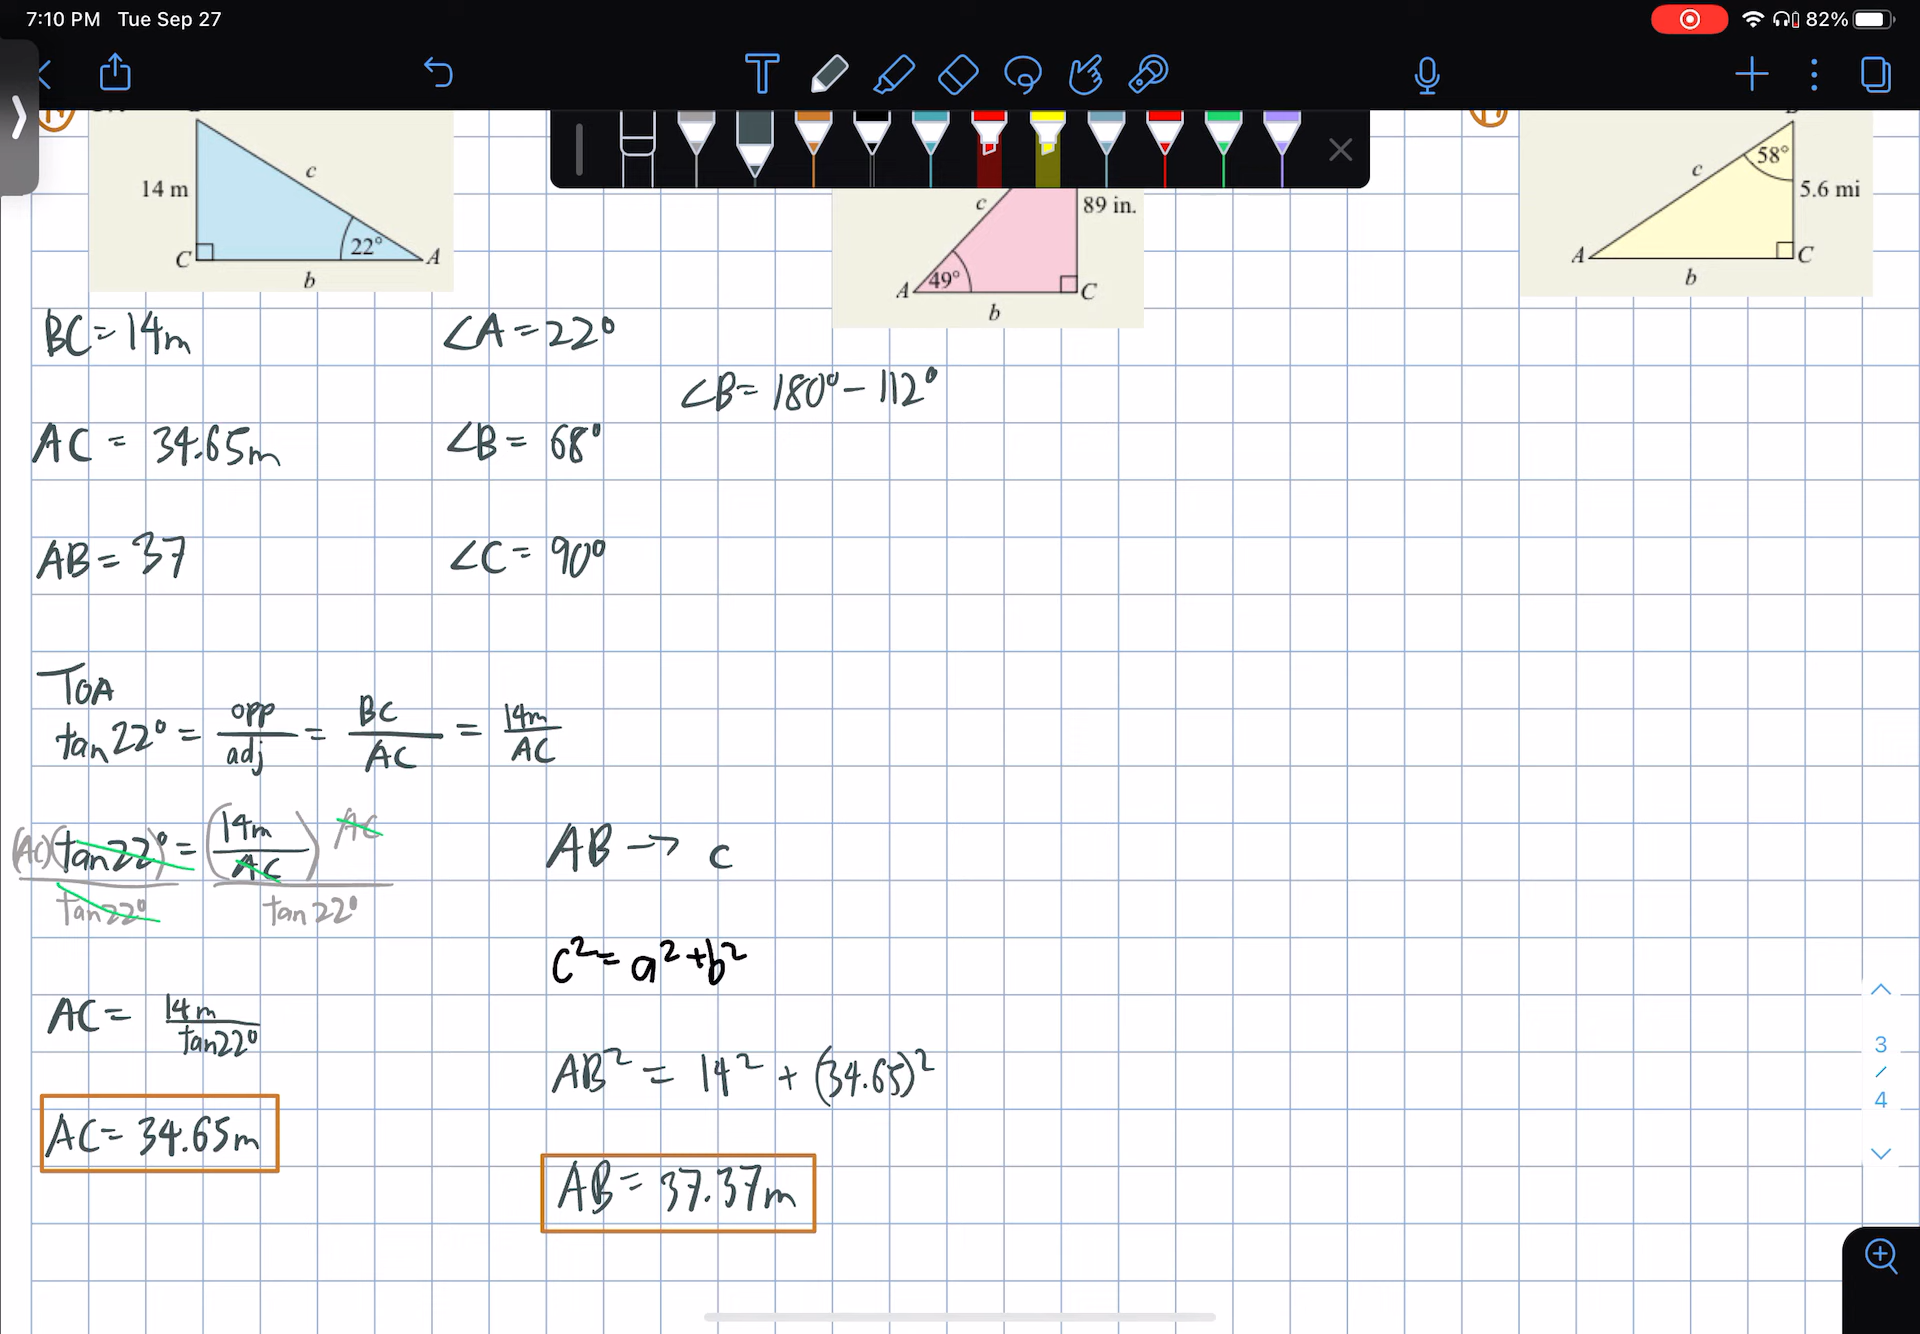 7:10 PM Tue Sep 27
82%
T
c
14 m
22°
C
A
b
c
89 in.
49°
A
C
b
58°
c
5.6 mi
A
C
b
BC = 14m
∠A = 22°
∠B = 180° - 112°
AC = 34.65m
∠B = 68°
AB = 37
∠C = 90°
TOA
tan 22° = opp/adj = BC/AC = 14m/AC
(AC)(tan 22°)/tan 22° = (14m/AC) AC/tan 22°
AB → c
c² = a² + b²
AC = 14m/tan 22°
AB² = 14² + (34.65)²
AC = 34.65m
AB = 37.37m
3
/
4